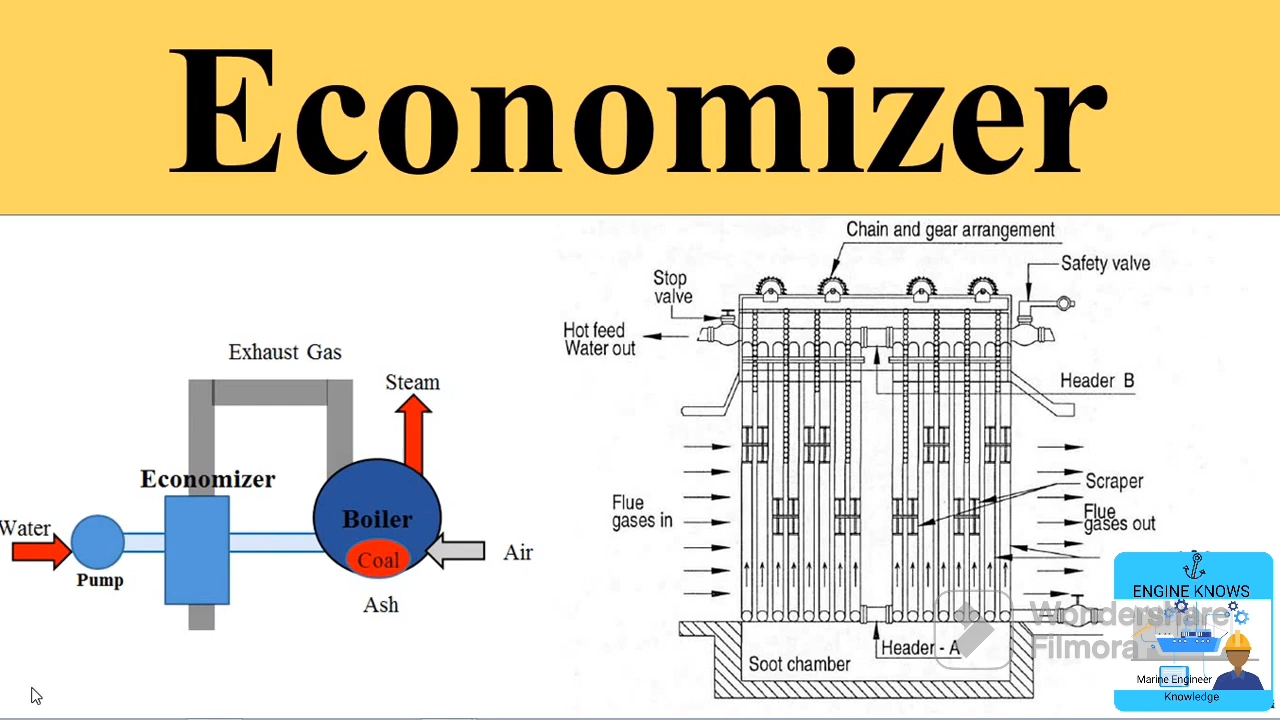 Economizer
Exhaust Gas
Steam
Economizer
Water
Pump
Boiler
Coal
Air
Ash
Chain and gear arrangement
Safety valve
Stop
valve
Hot feed
Water out
Header B
Scraper
Flue
gases in
Flue
gases out
Header - A
Soot chamber
Wondershare
Filmora
ENGINE KNOWS
Marine Engineer
Knowledge